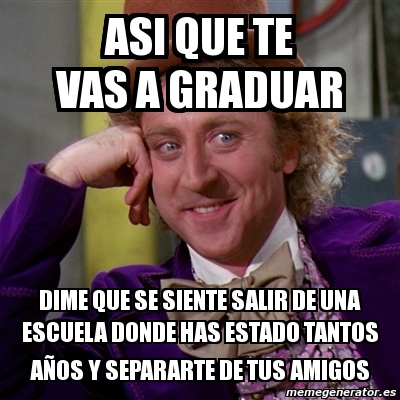 ASI QUE TE
VAS A GRADUAR
DIME QUE SE SIENTE SALIR DE UNA
ESCUELA DONDE HAS ESTADO TANTOS
AÑOS Y SEPARARTE DE TUS AMIGOS
memegenerator.es